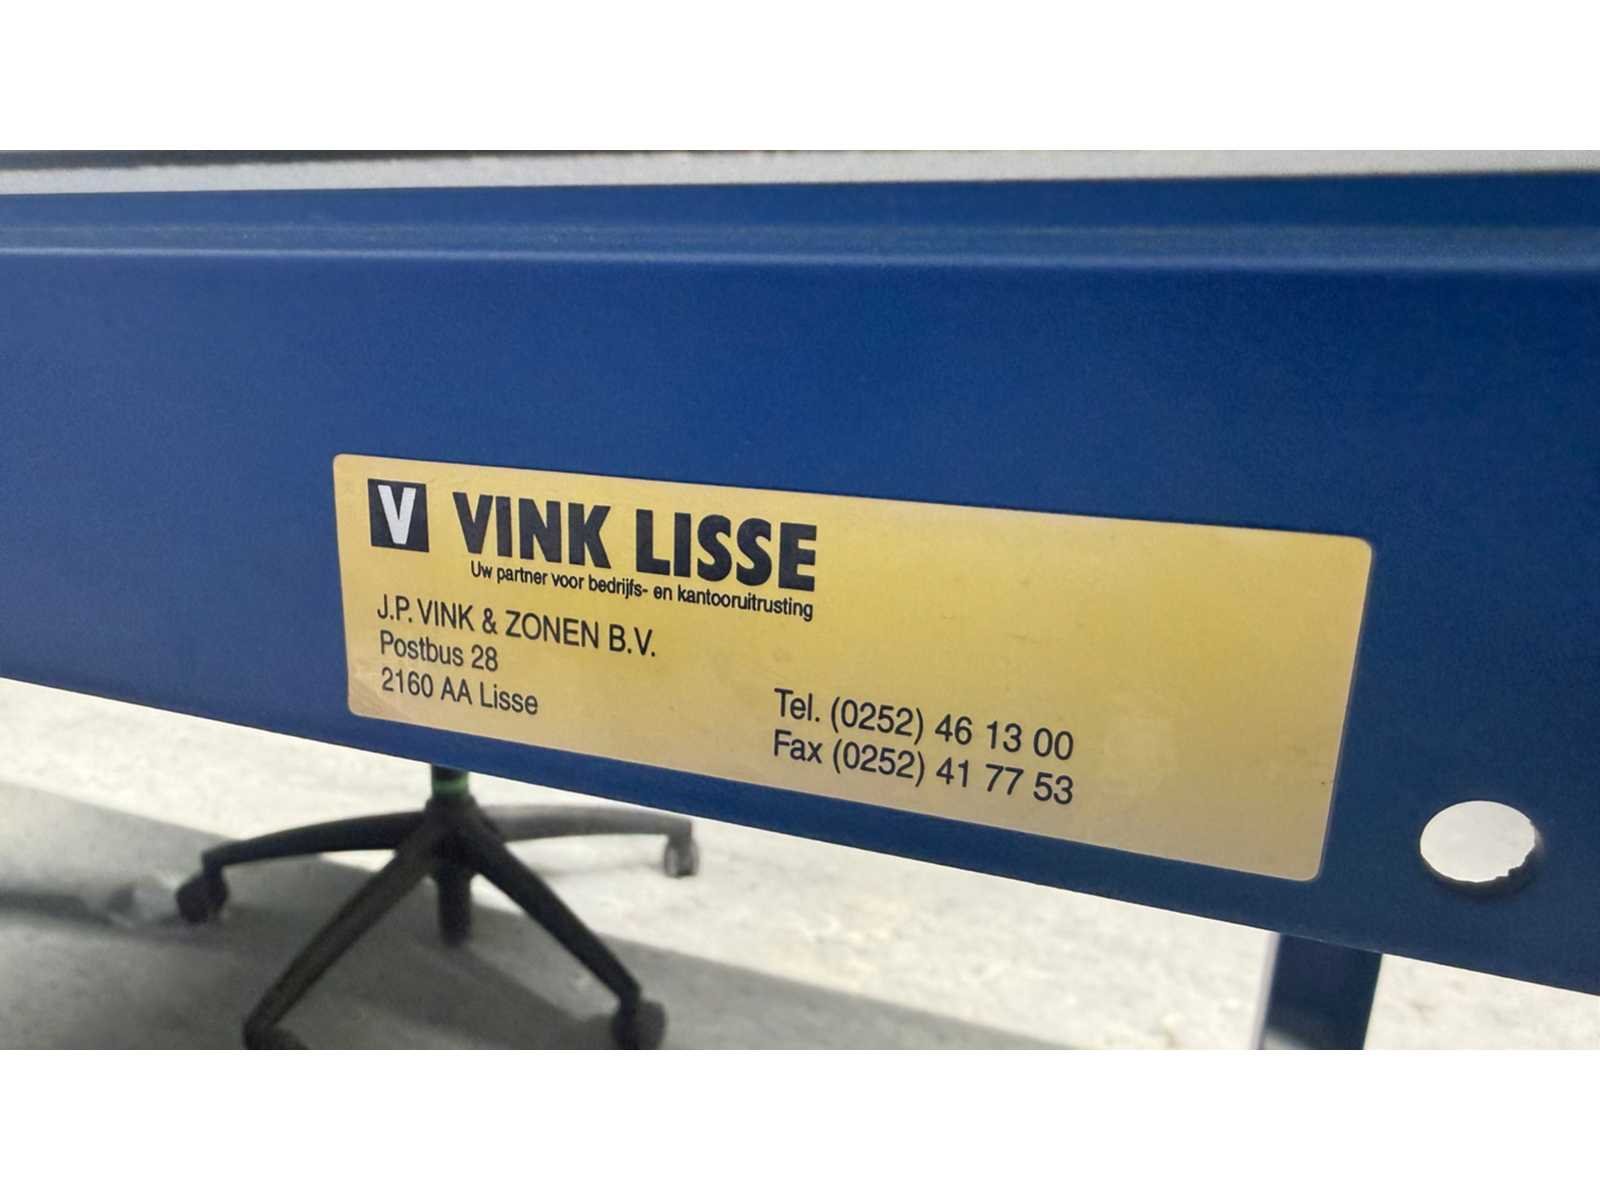 V VINK LISSE
Uw partner voor bedrijfs- en kantooruitrusting
J.P. VINK & ZONEN B.V.
Postbus 28
2160 AA Lisse
Tel. (0252) 46 13 00
Fax (0252) 41 77 53